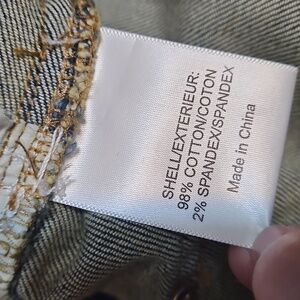 SHELL/EXTERIEUR:
98% COTTON/COTON
2% SPANDEX/SPANDEX
Made in China